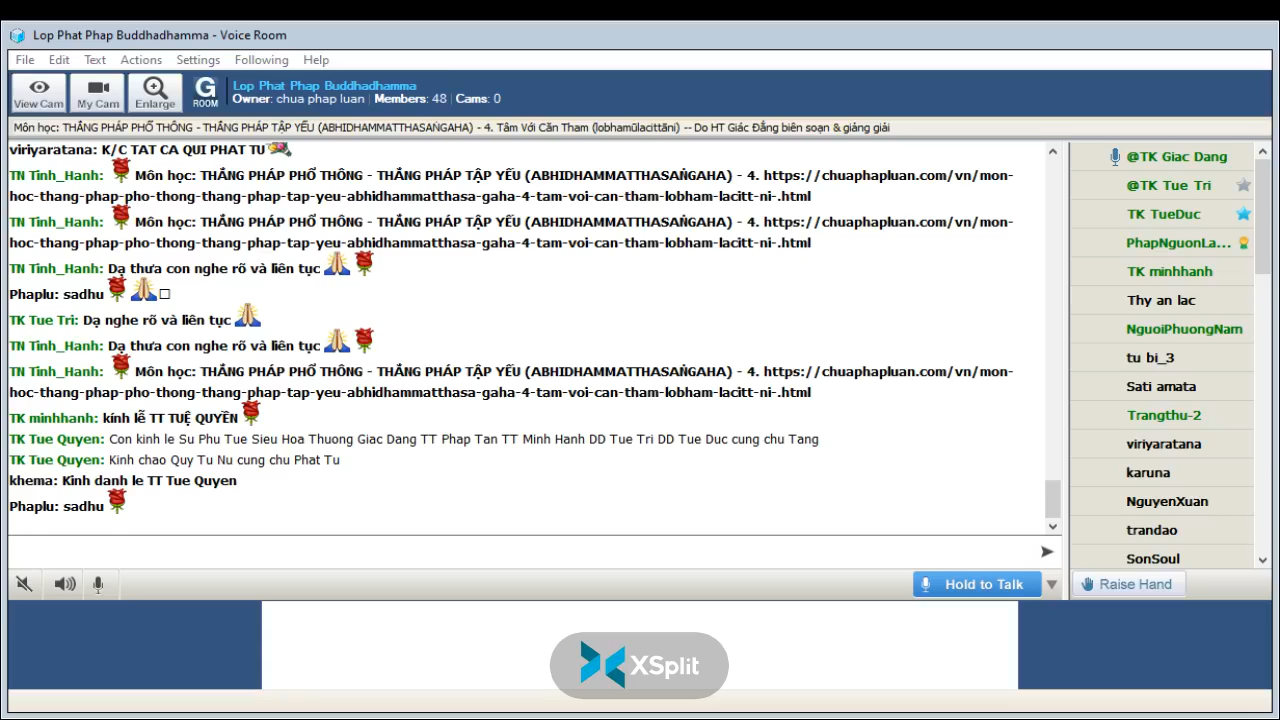 Lop Phat Phap Buddhadhamma - Voice Room
File Edit Text Actions Settings Following Help
View Cam My Cam Enlarge G ROOM
Lop Phat Phap Buddhadhamma
Owner: chua phap luan | Members: 48 | Cams: 0
Môn học: THẮNG PHÁP PHỔ THÔNG - THẮNG PHÁP TẬP YẾU (ABHIDHAMMATTHASAṄGAHA) - 4. Tâm Với Căn Tham (lobhamūlacittāni) -- Do HT Giác Đẳng biên soạn & giảng giải
viriyaratana: K/C TAT CA QUI PHAT TU
TN Tinh_Hanh: Môn học: THẮNG PHÁP PHỔ THÔNG - THẮNG PHÁP TẬP YẾU (ABHIDHAMMATTHASAṄGAHA) - 4. https://chuaphapluan.com/vn/mon-
hoc-thang-phap-pho-thong-thang-phap-tap-yeu-abhidhammatthasa-gaha-4-tam-voi-can-tham-lobham-lacitt-ni-.html
TN Tinh_Hanh: Môn học: THẮNG PHÁP PHỔ THÔNG - THẮNG PHÁP TẬP YẾU (ABHIDHAMMATTHASAṄGAHA) - 4. https://chuaphapluan.com/vn/mon-
hoc-thang-phap-pho-thong-thang-phap-tap-yeu-abhidhammatthasa-gaha-4-tam-voi-can-tham-lobham-lacitt-ni-.html
TN Tinh_Hanh: Dạ thưa con nghe rõ và liên tục
Phaplu: sadhu
TK Tue Tri: Dạ nghe rõ và liên tục
TN Tinh_Hanh: Dạ thưa con nghe rõ và liên tục
TN Tinh_Hanh: Môn học: THẮNG PHÁP PHỔ THÔNG - THẮNG PHÁP TẬP YẾU (ABHIDHAMMATTHASAṄGAHA) - 4. https://chuaphapluan.com/vn/mon-
hoc-thang-phap-pho-thong-thang-phap-tap-yeu-abhidhammatthasa-gaha-4-tam-voi-can-tham-lobham-lacitt-ni-.html
TK minhhanh: kính lễ TT TUỆ QUYỀN
TK Tue Quyen: Con kinh le Su Phu Tue Sieu Hoa Thuong Giac Dang TT Phap Tan TT Minh Hanh DD Tue Tri DD Tue Duc cung chu Tang
TK Tue Quyen: Kinh chao Quy Tu Nu cung chu Phat Tu
khema: Kinh danh le TT Tue Quyen
Phaplu: sadhu
@TK Giac Dang
@TK Tue Tri
TK TueDuc
PhapNguonLa...
TK minhhanh
Thy an lac
NguoiPhuongNam
tu bi_3
Sati amata
Trangthu-2
viriyaratana
karuna
NguyenXuan
trandao
SonSoul
Hold to Talk
Raise Hand
XSplit